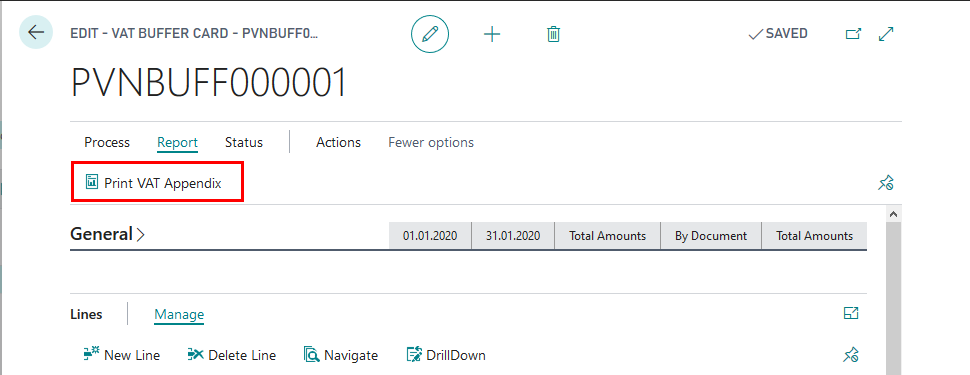 EDIT - VAT BUFFER CARD - PVNBUFF0...
SAVED
PVNBUFF000001
Process Report Status Actions Fewer options
Print VAT Appendix
General 01.01.2020 31.01.2020 Total Amounts By Document Total Amounts
Lines Manage
New Line Delete Line Navigate DrillDown